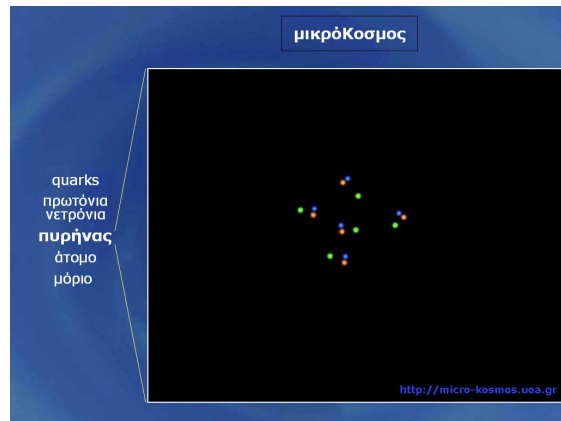 μικρόΚοσμος
quarks
πρωτόνια
νετρόνια
πυρήνας
άτομο
μόριο
http://micro-kosmos.uoa.gr